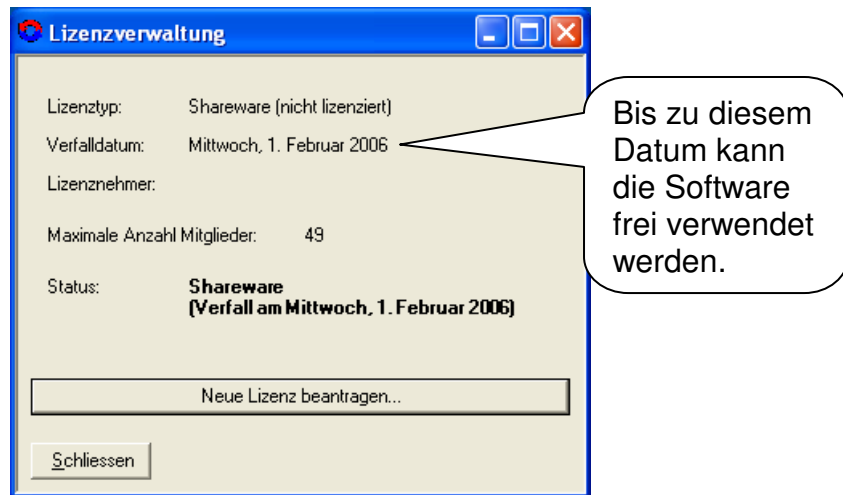 Lizenzverwaltung
Lizenztyp: Shareware (nicht lizenziert)
Verfalldatum: Mittwoch, 1. Februar 2006
Lizenznehmer:
Maximale Anzahl Mitglieder: 49
Status: Shareware
(Verfall am Mittwoch, 1. Februar 2006)
Neue Lizenz beantragen...
Schliessen
Bis zu diesem
Datum kann
die Software
frei verwendet
werden.